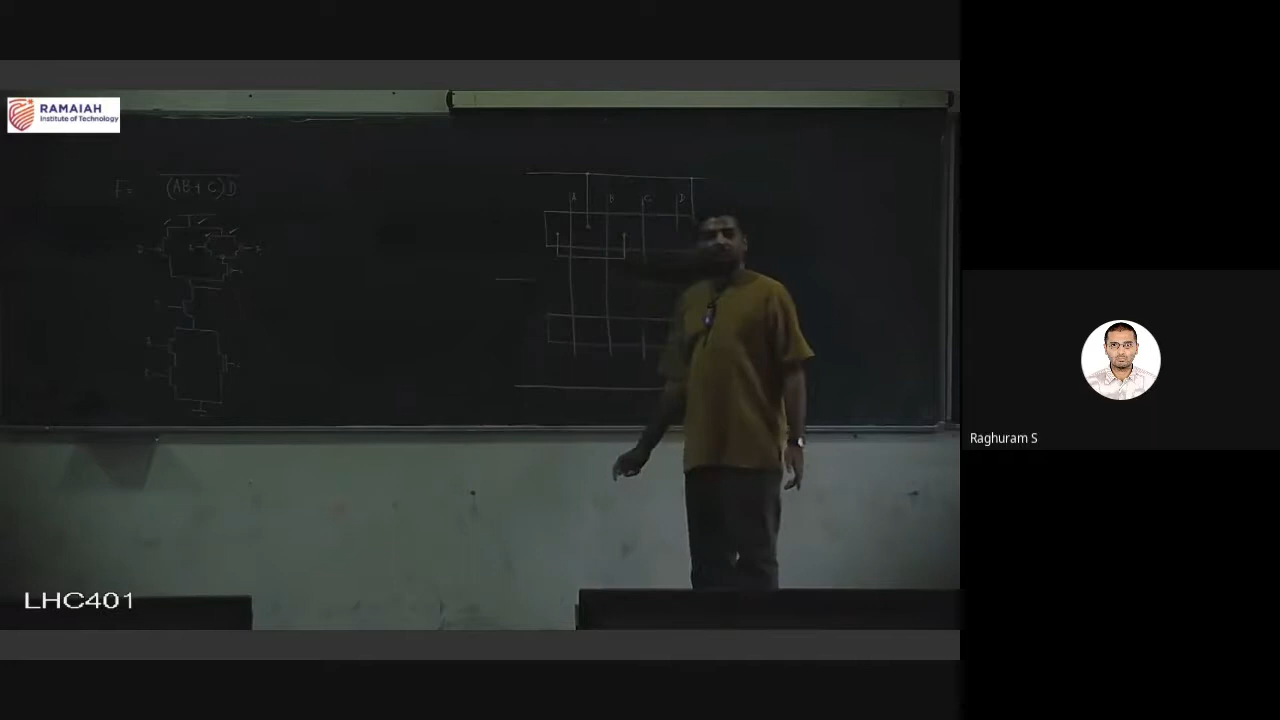 RAMAIAH
Institute of Technology
F = (AB + C)D
A B C D
Raghuram S
LHC401